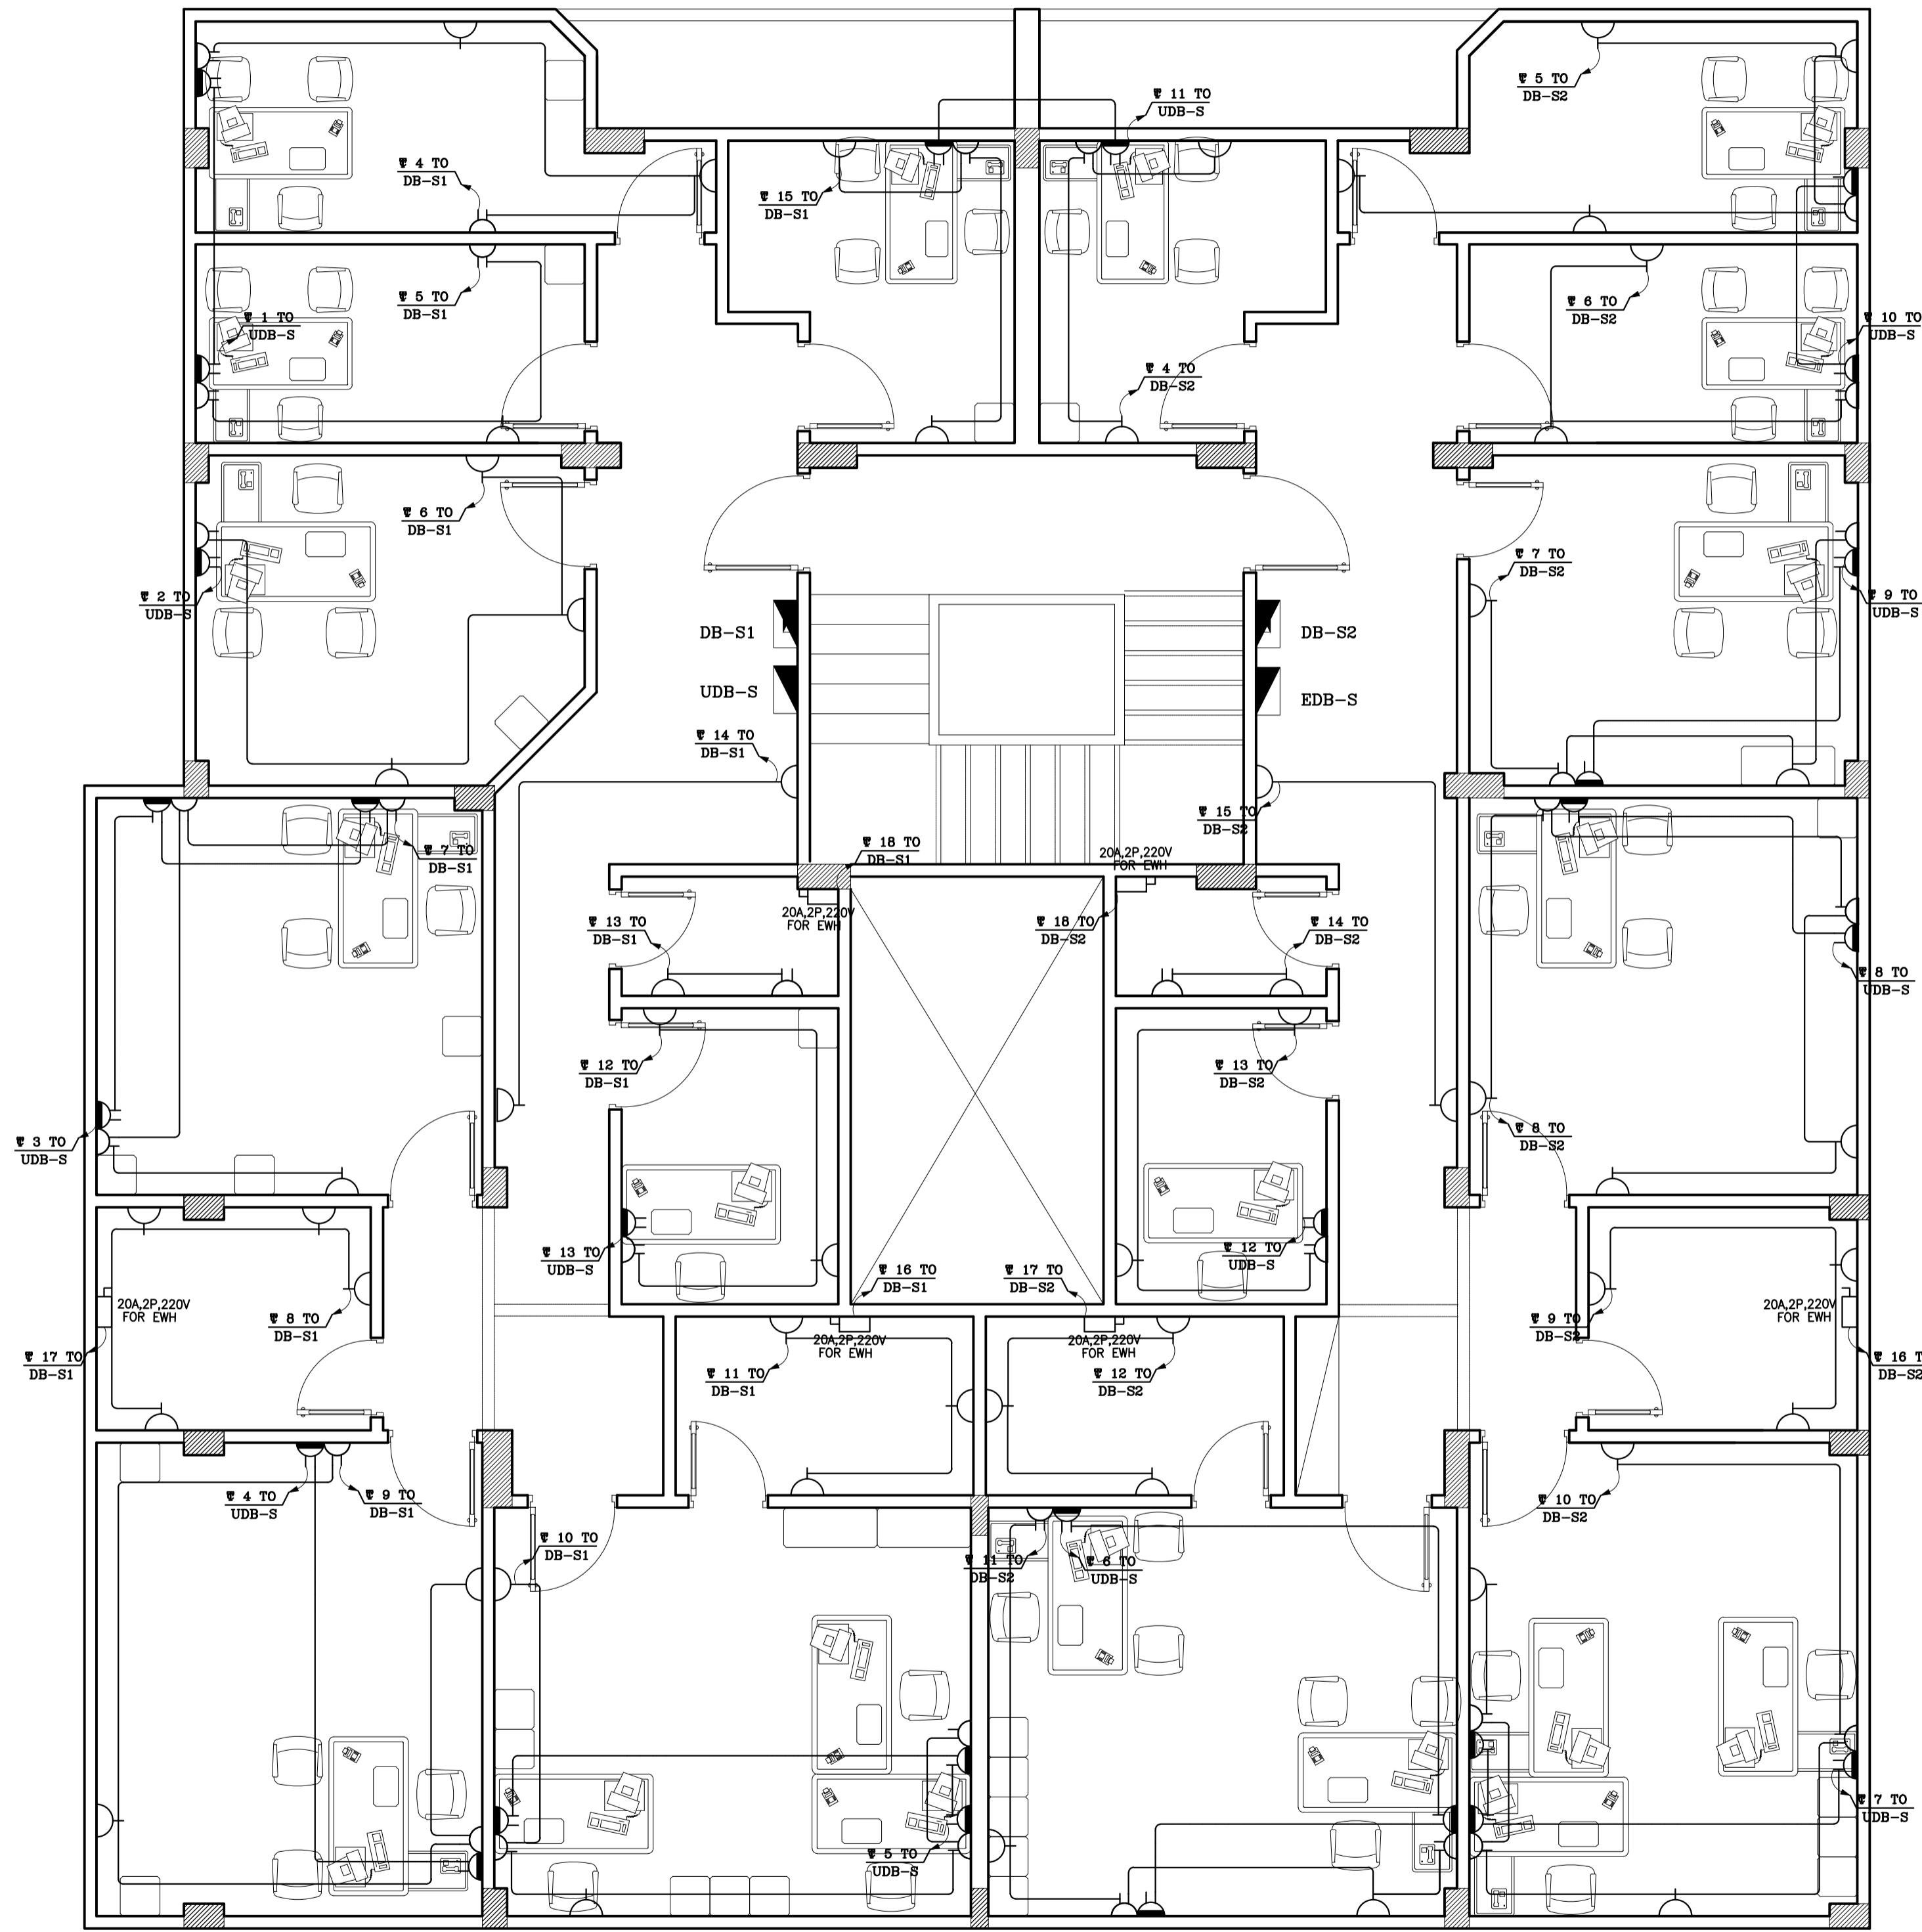 5 TO
DB-S2
11 TO
UDB-S
4 TO
DB-S1
15 TO
DB-S1
5 TO
DB-S1
6 TO
DB-S2
1 TO
UDB-S
10 TO
UDB-S
4 TO
DB-S2
6 TO
DB-S1
7 TO
DB-S2
2 TO
UDB-S
9 TO
UDB-S
DB-S1
DB-S2
UDB-S
EDB-S
14 TO
DB-S1
15 TO
DB-S2
7 TO
DB-S1
18 TO
DB-S1
20A,2P,220V
FOR EWH
20A,2P,220V
FOR EWH
13 TO
DB-S1
18 TO
DB-S2
14 TO
DB-S2
8 TO
UDB-S
12 TO
DB-S1
13 TO
DB-S2
3 TO
UDB-S
8 TO
DB-S2
13 TO
UDB-S
12 TO
UDB-S
16 TO
DB-S1
17 TO
DB-S2
20A,2P,220V
FOR EWH
8 TO
DB-S1
9 TO
DB-S2
20A,2P,220V
FOR EWH
17 TO
DB-S1
20A,2P,220V
FOR EWH
20A,2P,220V
FOR EWH
16 T
DB-S2
11 TO
DB-S1
12 TO
DB-S2
4 TO
UDB-S
9 TO
DB-S1
10 TO
DB-S2
10 TO
DB-S1
11 TO
DB-S2
6 TO
UDB-S
7 TO
UDB-S
5 TO
UDB-S